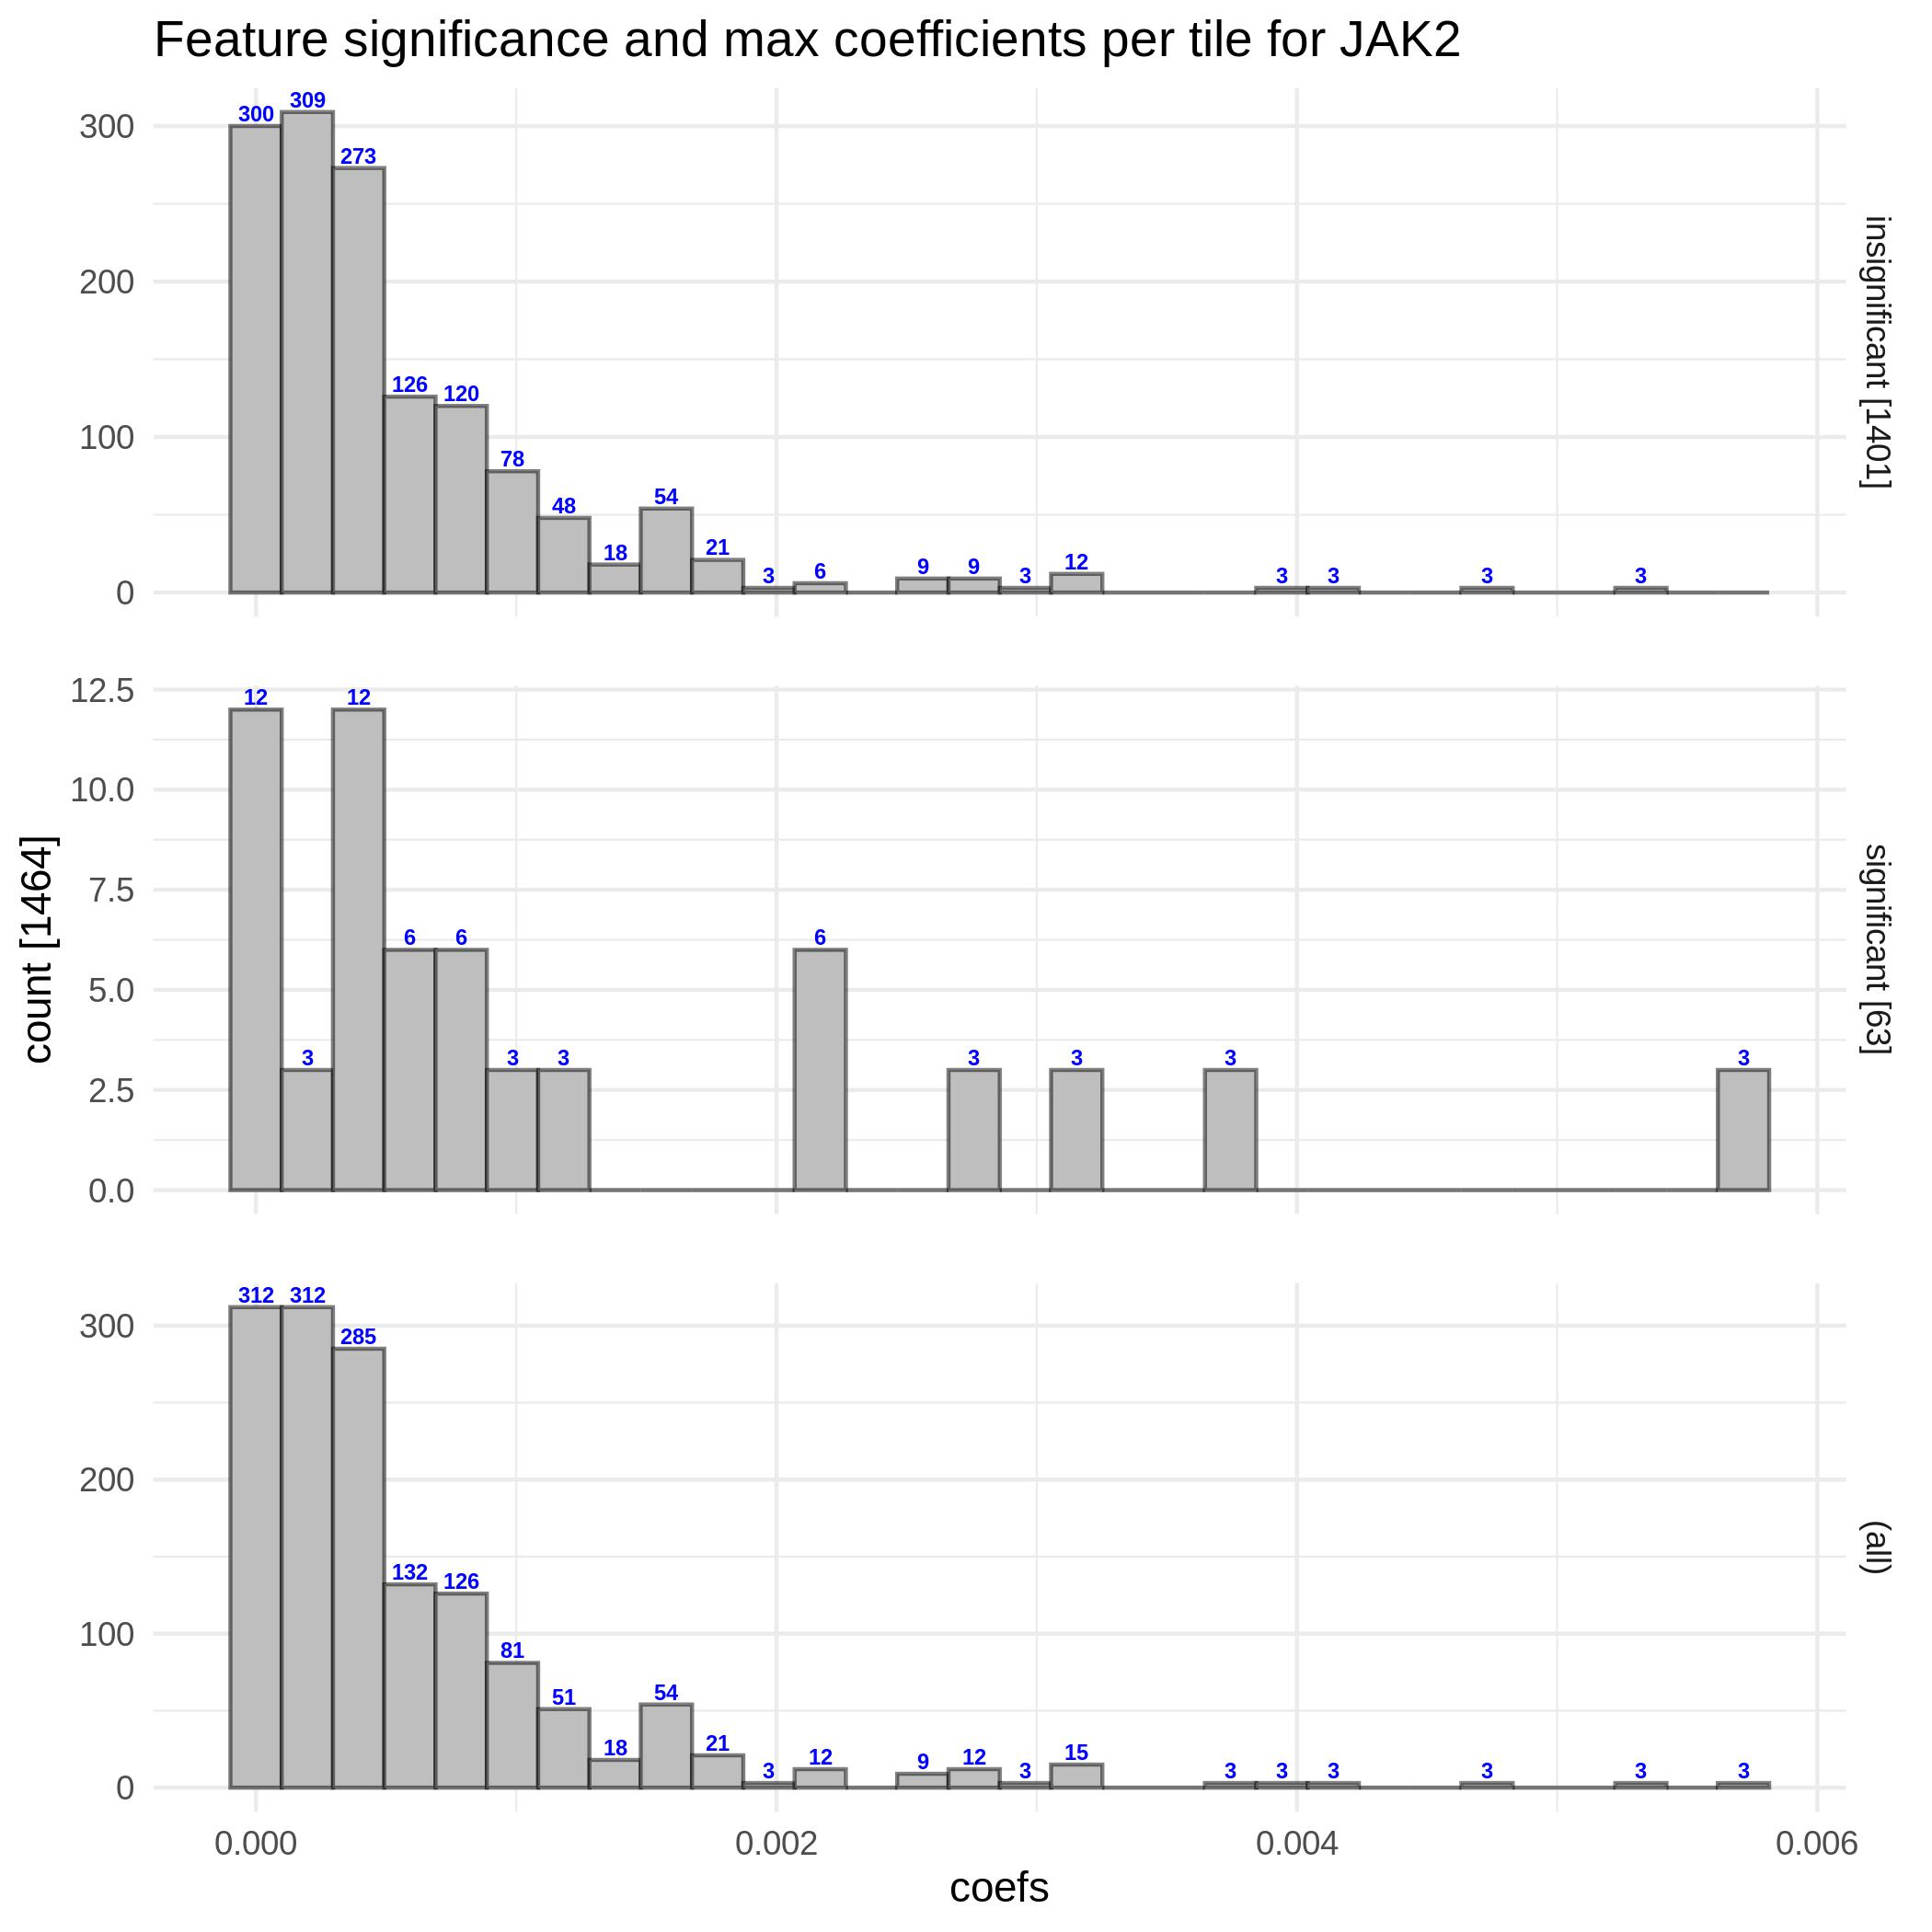 Feature significance and max coefficients per tile for JAK2
300 309 273 126 120 78 48 18 54 21 3 6 9 9 3 12 3 3 3 3
300
200
100
0
insignificant [1401]
12 3 12 6 6 3 3 6 3 3 3 3
12.5
10.0
7.5
5.0
2.5
0.0
significant [63]
count [1464]
312 312 285 132 126 81 51 18 54 21 3 12 9 12 3 15 3 3 3 3 3 3
300
200
100
0
(all)
0.000 0.002 0.004 0.006
coefs